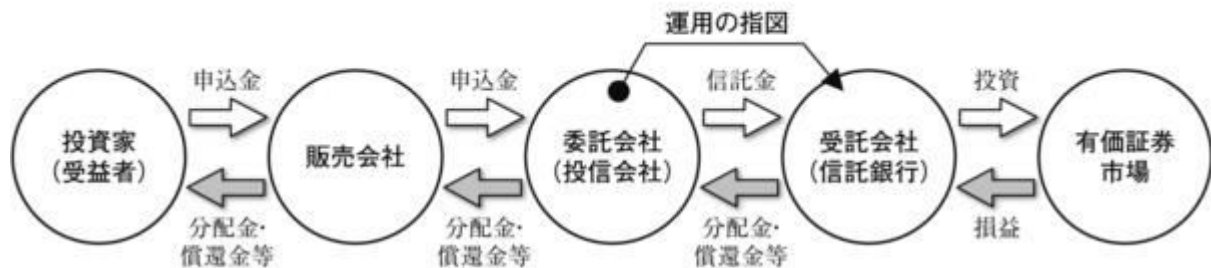 運用の指図
申込金
申込金
信託金
投資
投資家
（受益者）
販売会社
委託会社
（投信会社）
受託会社
（信託銀行）
有価証券
市場
分配金・
償還金等
分配金・
償還金等
分配金・
償還金等
損益